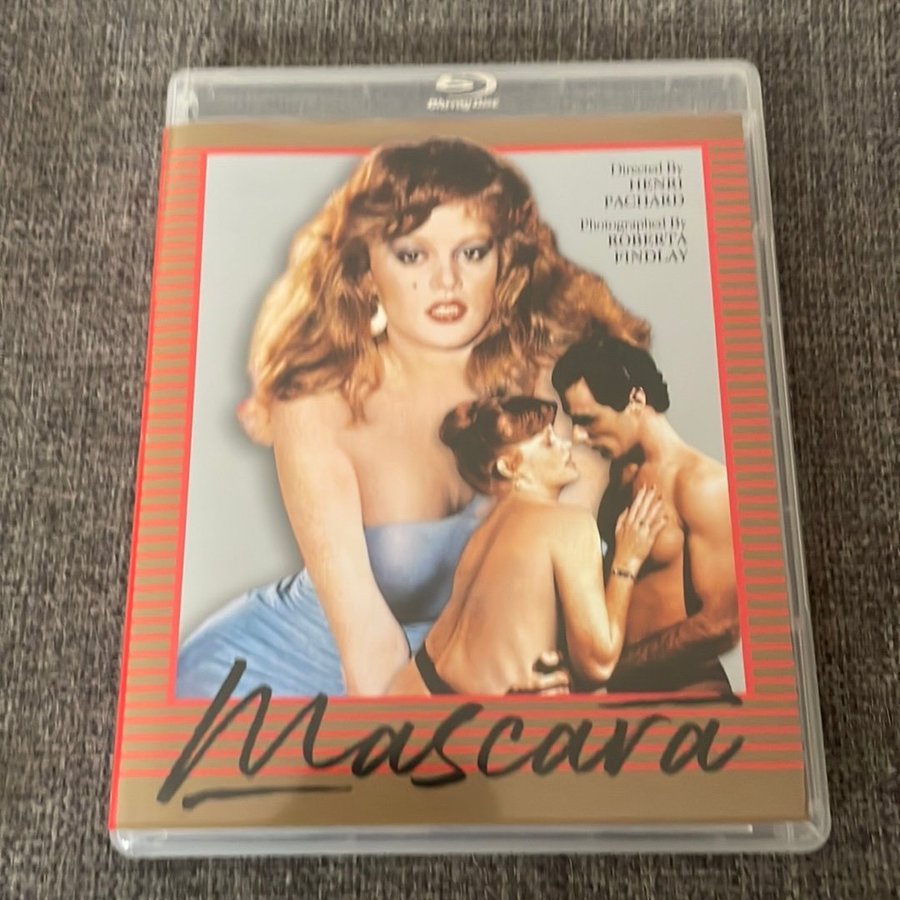 Blu-ray Disc
Directed By
HENRI
PACHARD
Photographed By
ROBERTA
FINDLAY
Mascara